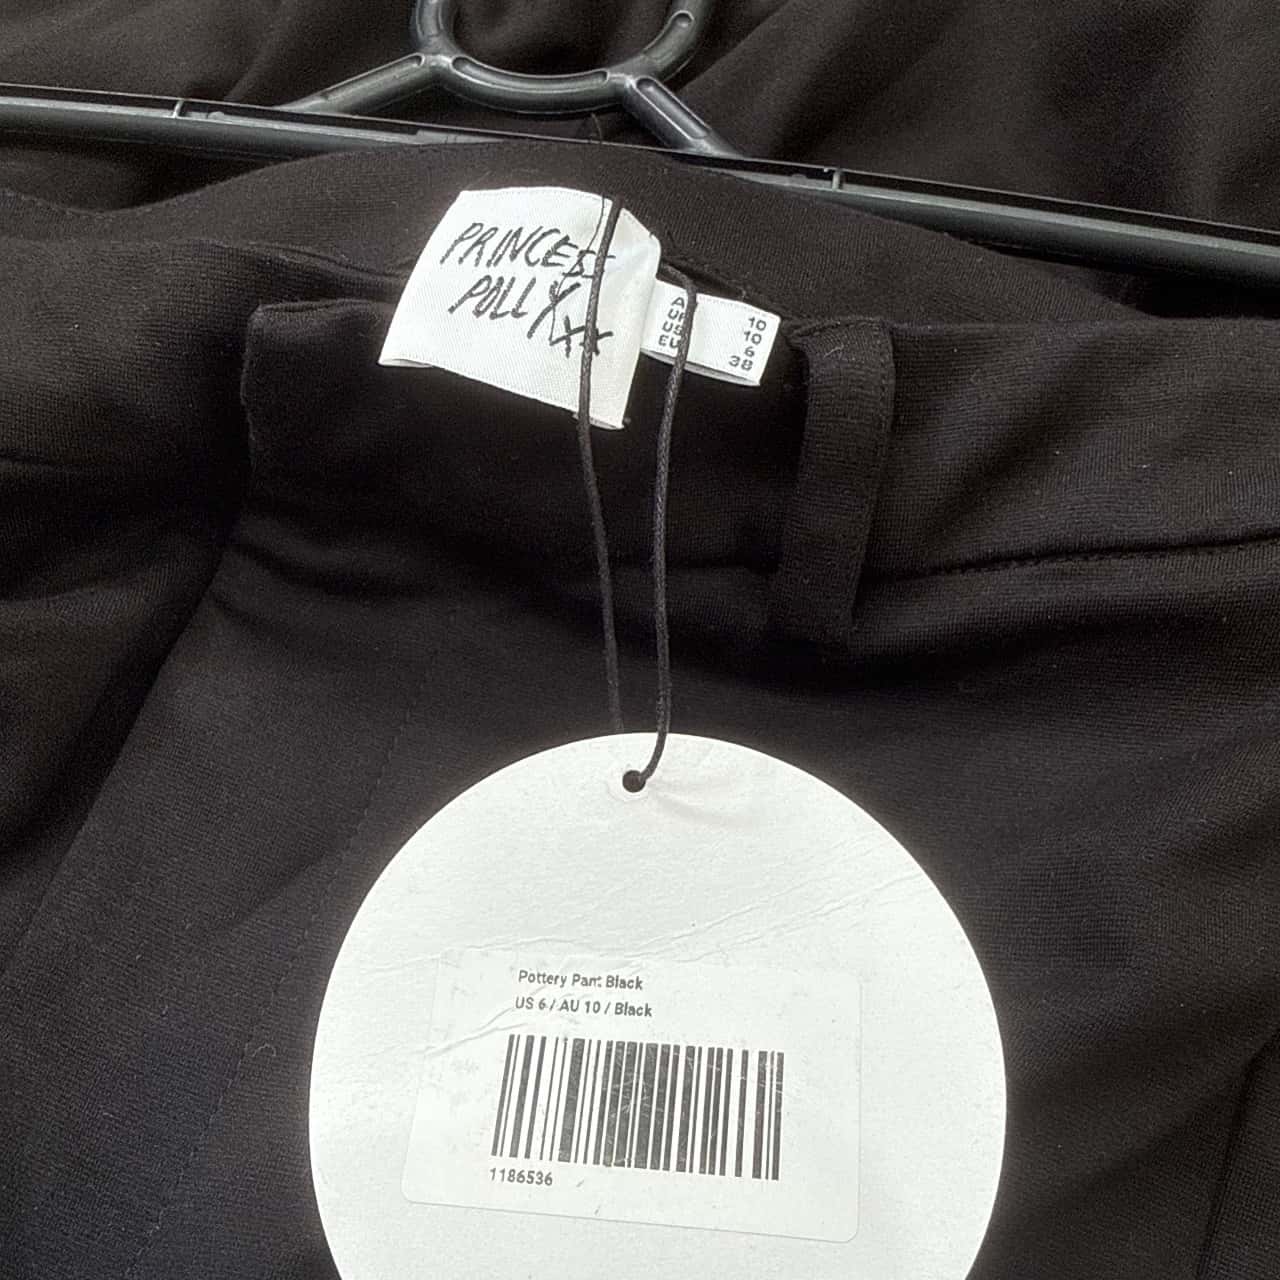 PRINCESS
POLLY
xx
AU 10
UK 10
US 6
EU 38
Pottery Pant Black
US 6 / AU 10 / Black
1186536